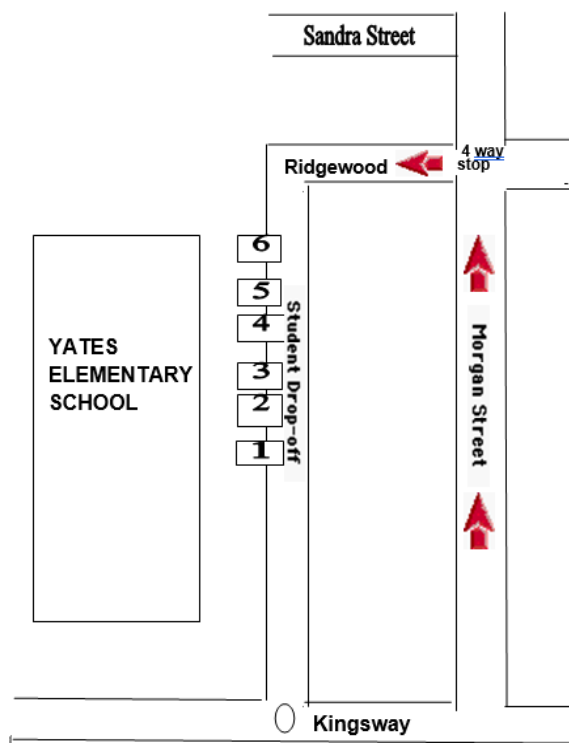 Sandra Street
4 way
stop
Ridgewood
6
5
4
3
2
1
Student Drop-off
YATES
ELEMENTARY
SCHOOL
Morgan Street
Kingsway